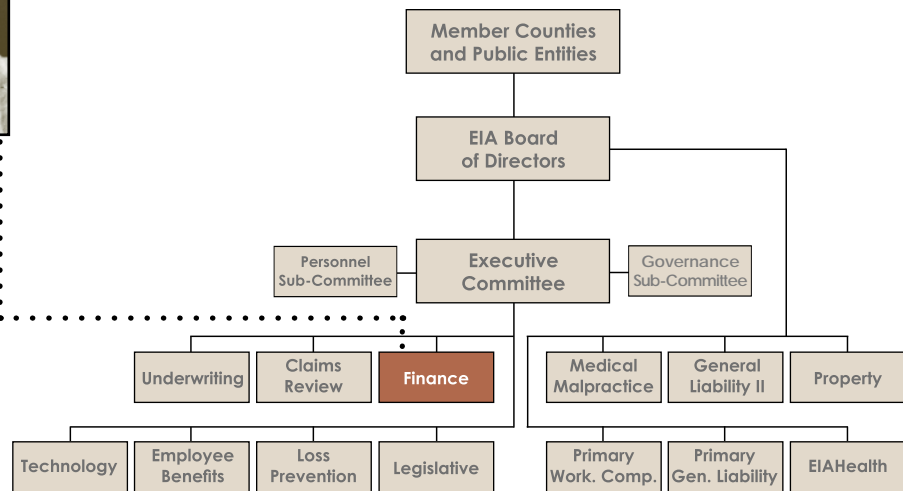 Member Counties
and Public Entities
EIA Board
of Directors
Personnel
Sub-Committee
Executive
Committee
Governance
Sub-Committee
Underwriting
Claims
Review
Finance
Medical
Malpractice
General
Liability II
Property
Technology
Employee
Benefits
Loss
Prevention
Legislative
Primary
Work. Comp.
Primary
Gen. Liability
EIAHealth